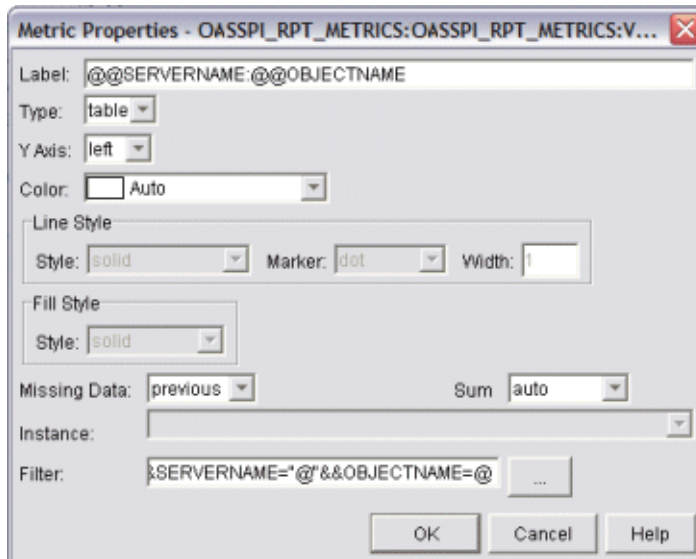 Metric Properties - OASSPI_RPT_METRICS:OASSPI_RPT_METRICS:V...
Label: @@SERVERNAME:@@OBJECTNAME
Type: table
Y Axis: left
Color: Auto
Line Style
Style: solid Marker: dot Width: 1
Fill Style
Style: solid
Missing Data: previous Sum auto
Instance:
Filter: &SERVERNAME="@"&&OBJECTNAME=@ ...
OK Cancel Help